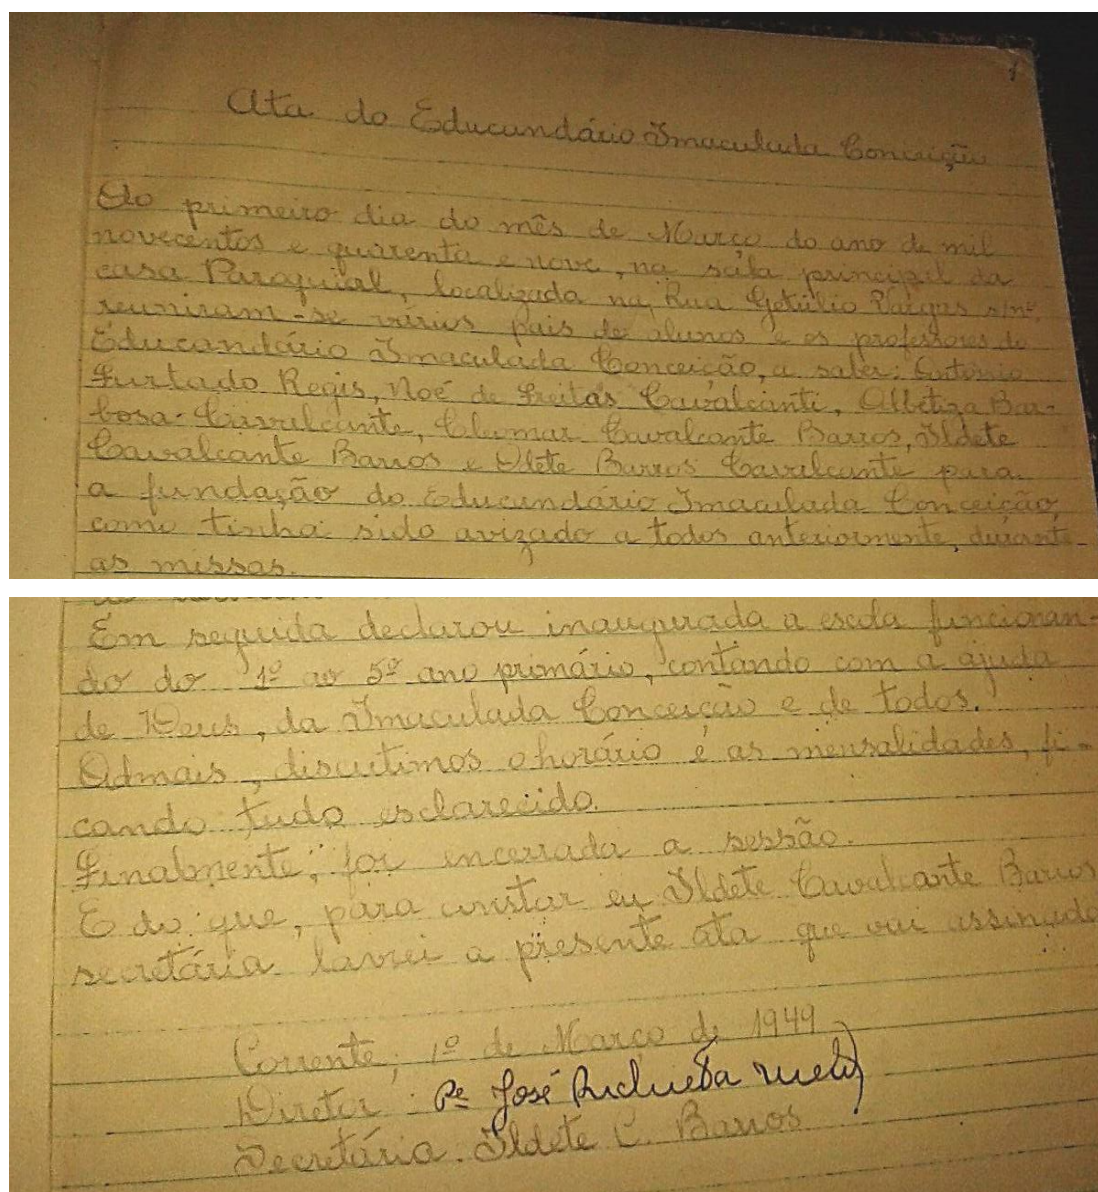 1
Ata do Educundário Imaculada Conceição
Ao primeiro dia do mês de Março do ano de mil
novecentos e quarenta e nove, na sala principal da
casa Paroquial, localizada na Rua Getúlio Vargas s/nº,
reuniram-se vários pais de alunos e os professores do
Educandário Imaculada Conceição, a saber: Antônio
Furtado Regis, Noé de Freitas Cavalcanti, Albetiza Bar-
bosa Cavalcante, Cleomar Cavalcante Barros, Ildete
Cavalcante Barros e Olete Barros Cavalcante para
a fundação do Educundário Imaculada Conceição,
como tinha sido avizado a todos anteriormente, durante
as missas.
Em seguida declarou inaugurada a escola funcionan-
do do 1º ao 5º ano primário, contando com a ajuda
de Deus, da Imaculada Conceição e de todos.
Admais, discutimos o horário e as mensalidades, fi-
cando tudo esclarecido.
Finalmente, foi encerrada a sessão.
E do que, para constar eu Ildete Cavalcante Barros
secretária lavrei a presente ata que vai assinada
Corrente, 1º de Março de 1949
Diretor: Pe José
Secretária. Ildete C. Barros